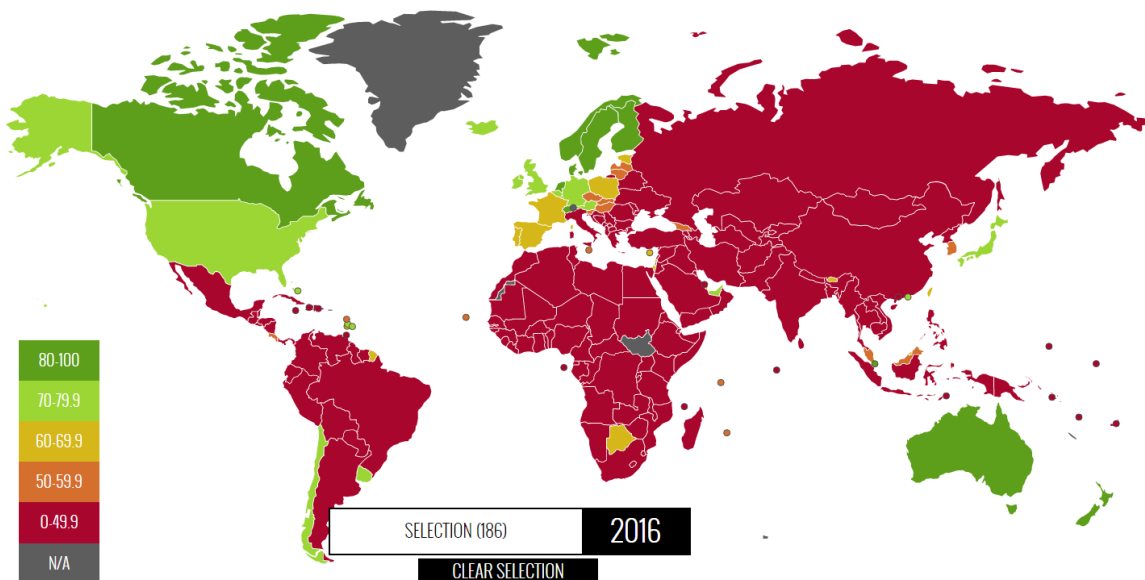 80-100
70-79.9
60-69.9
50-59.9
0-49.9
N/A
SELECTION (186)
2016
CLEAR SELECTION